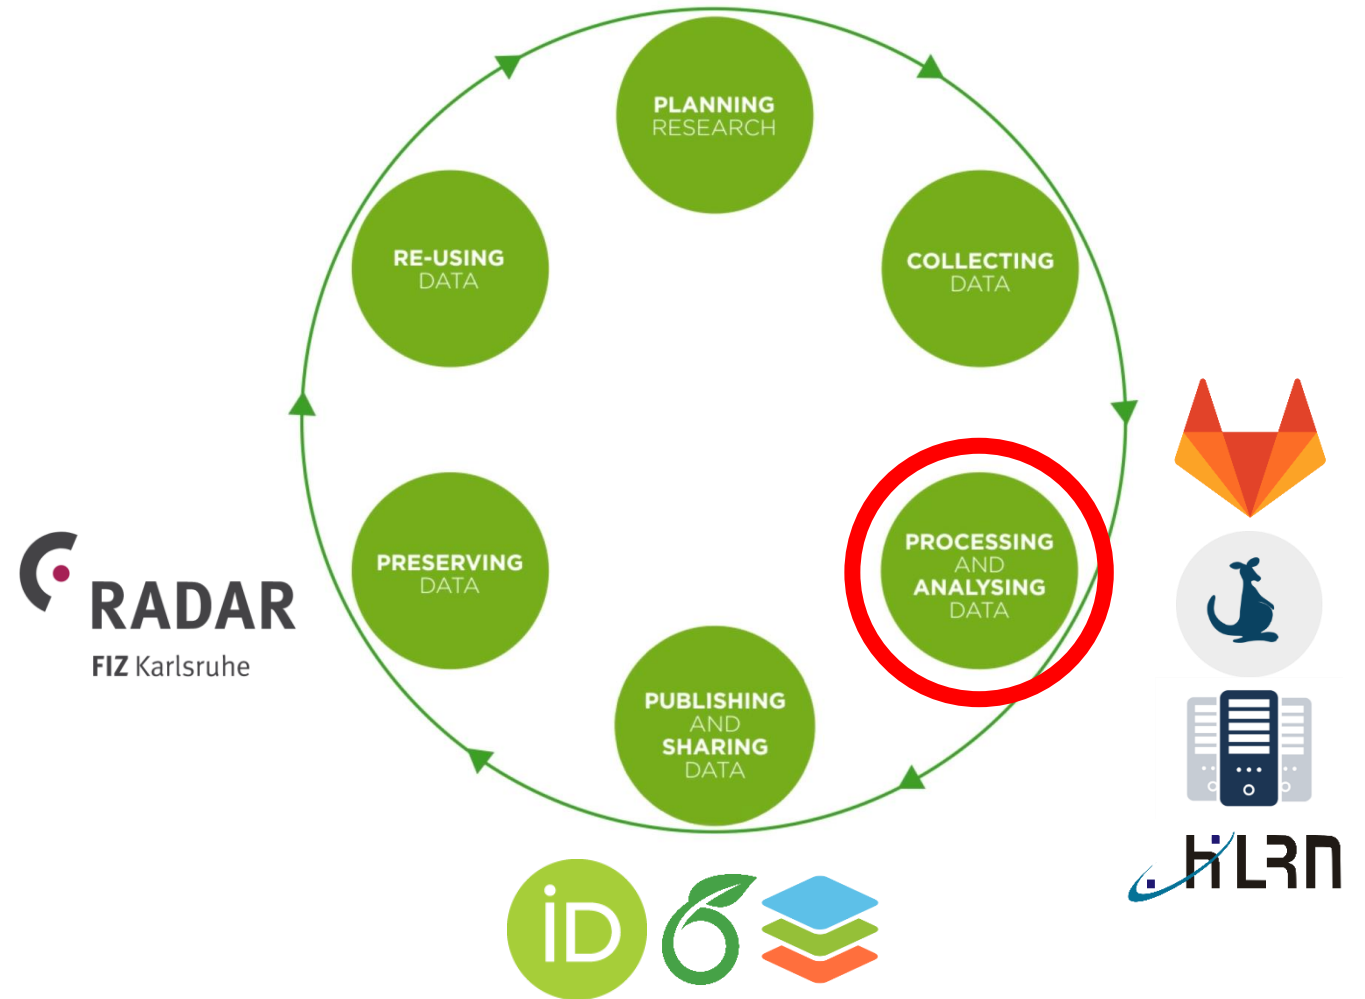 PLANNING
RESEARCH
COLLECTING
DATA
PROCESSING
AND
ANALYSING
DATA
PUBLISHING
AND
SHARING
DATA
PRESERVING
DATA
RE-USING
DATA
RADAR
FIZ Karlsruhe
iD
HLRN